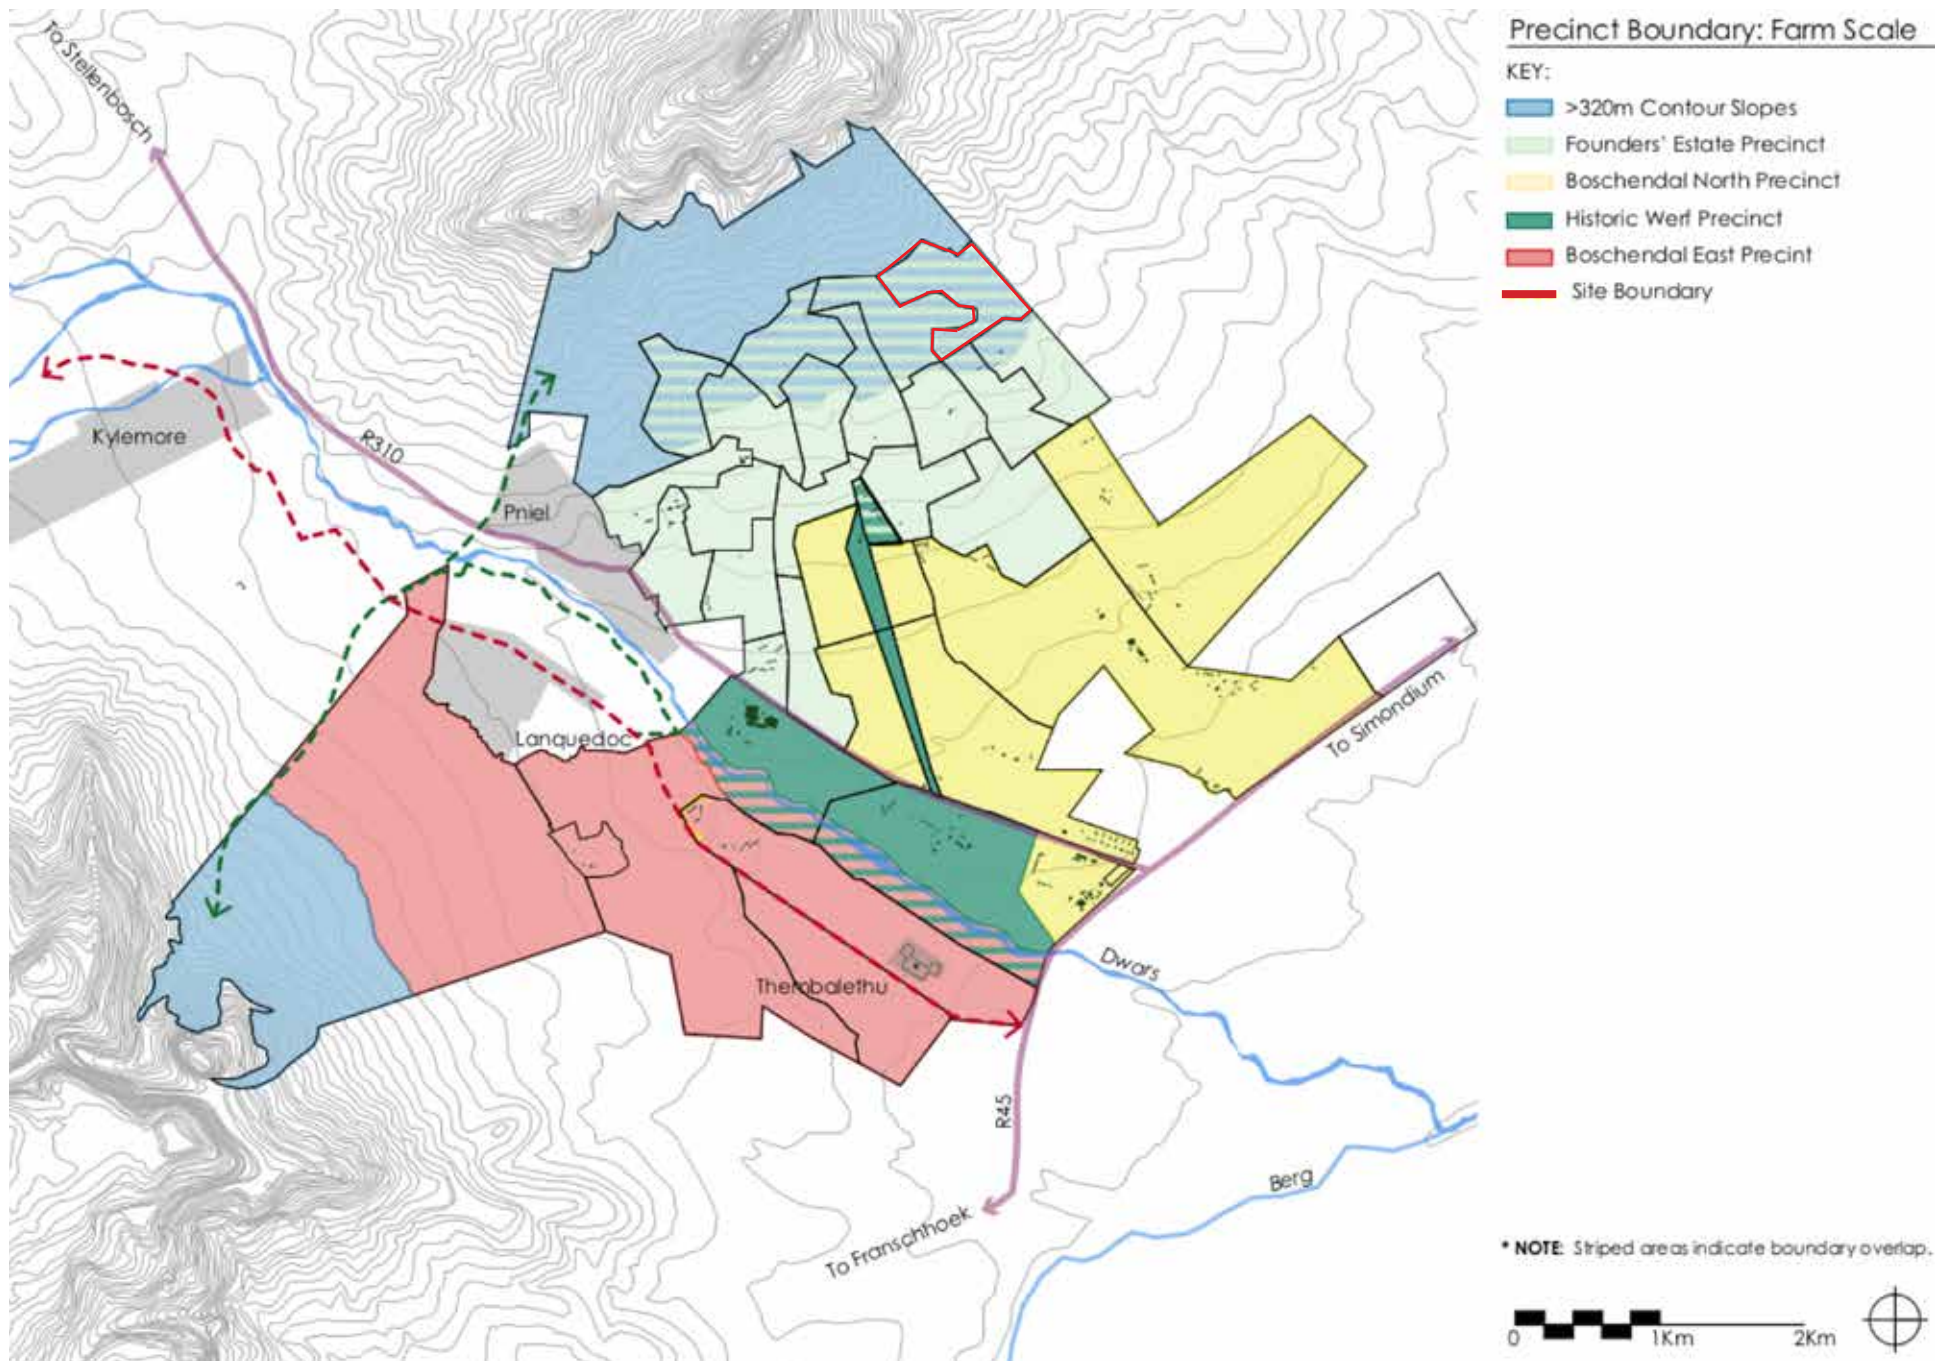 Precinct Boundary: Farm Scale
KEY:
>320m Contour Slopes
Founders' Estate Precinct
Boschendal North Precinct
Historic Werf Precinct
Boschendal East Precint
Site Boundary
To Stellenbosch
R310
Kylemore
Pniel
Lanquedoc
To Simondium
Thembalethu
Dwars
R45
Berg
To Franschhoek
* NOTE: Striped areas indicate boundary overlap.
0 1Km 2Km